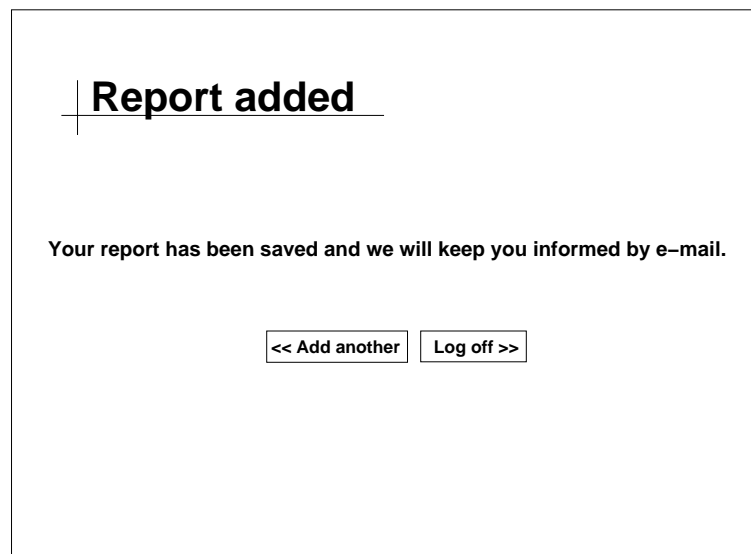 Report added
Your report has been saved and we will keep you informed by e−mail.
<< Add another
Log off >>